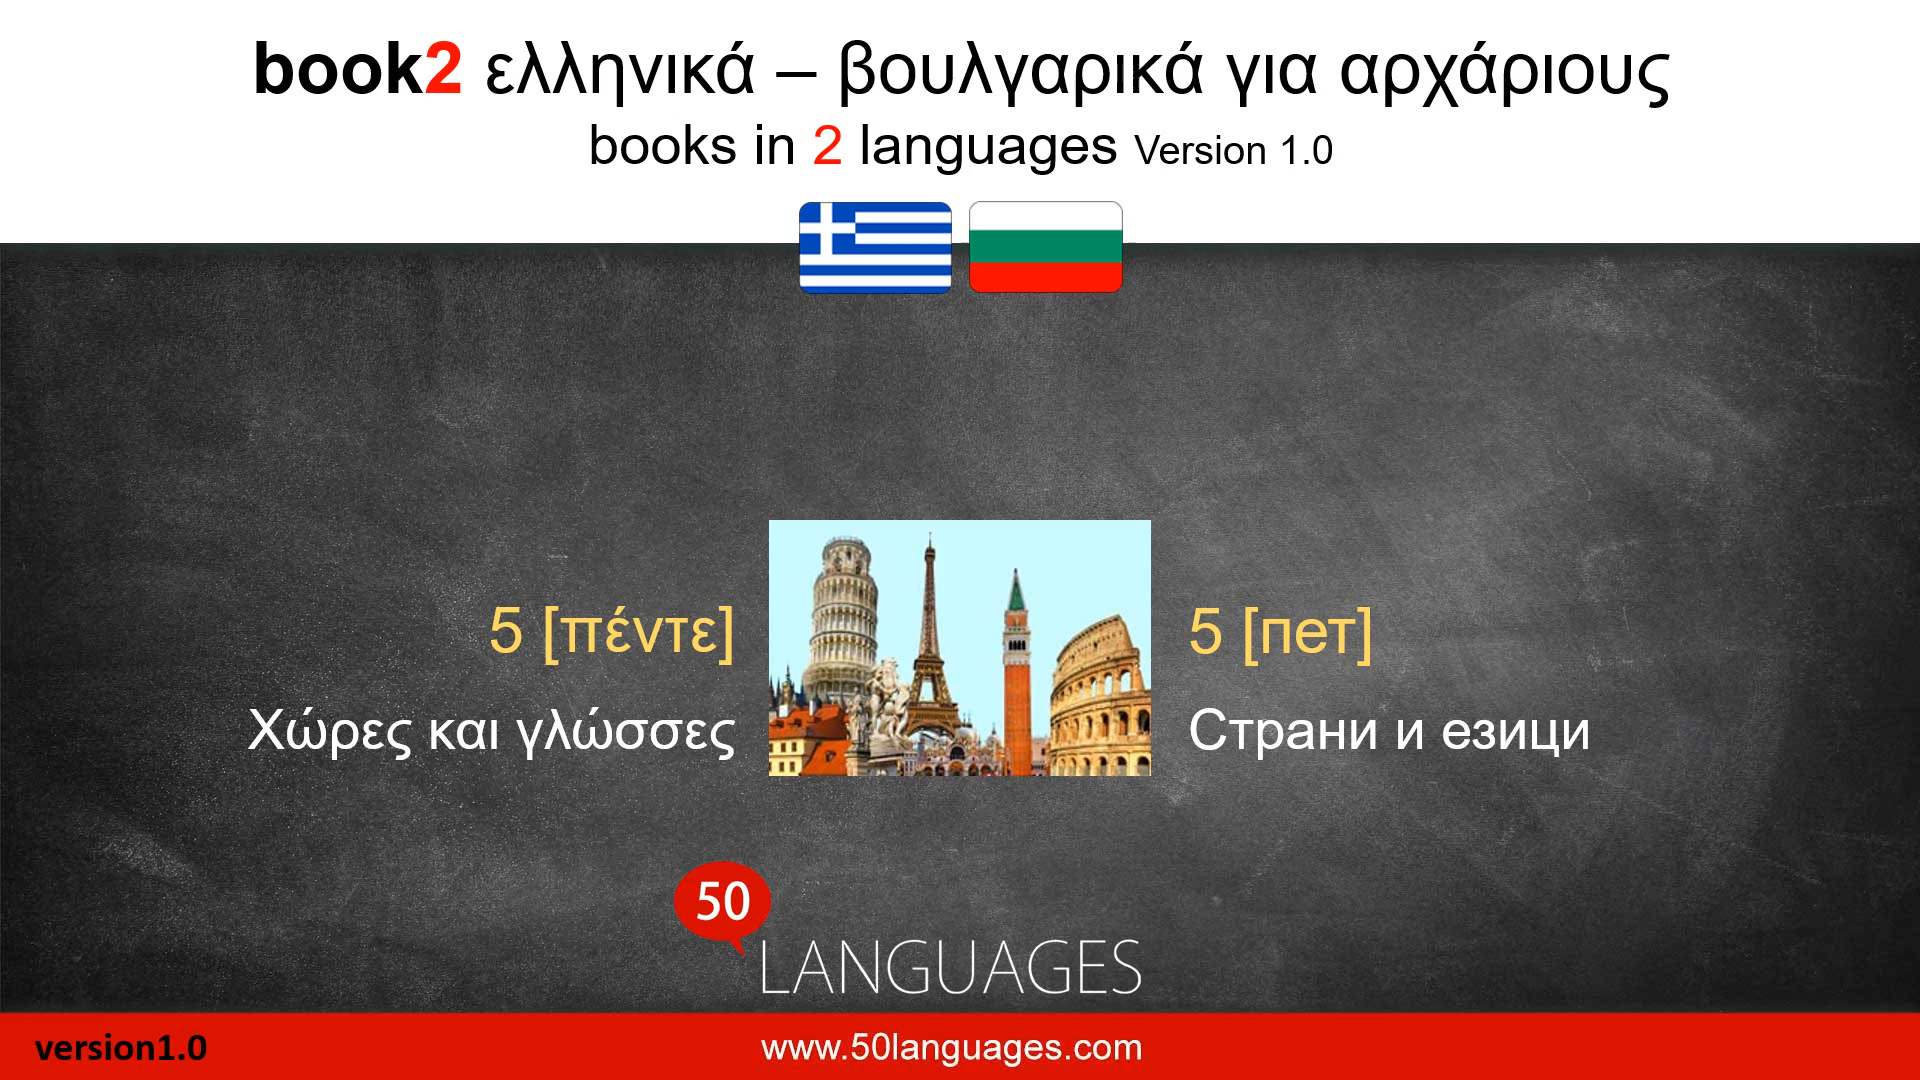 book2 ελληνικά – βουλγαρικά για αρχάριους
books in 2 languages Version 1.0
5 [πέντε]
Χώρες και γλώσσες
5 [пет]
Страни и езици
50
LANGUAGES
version1.0
www.50languages.com